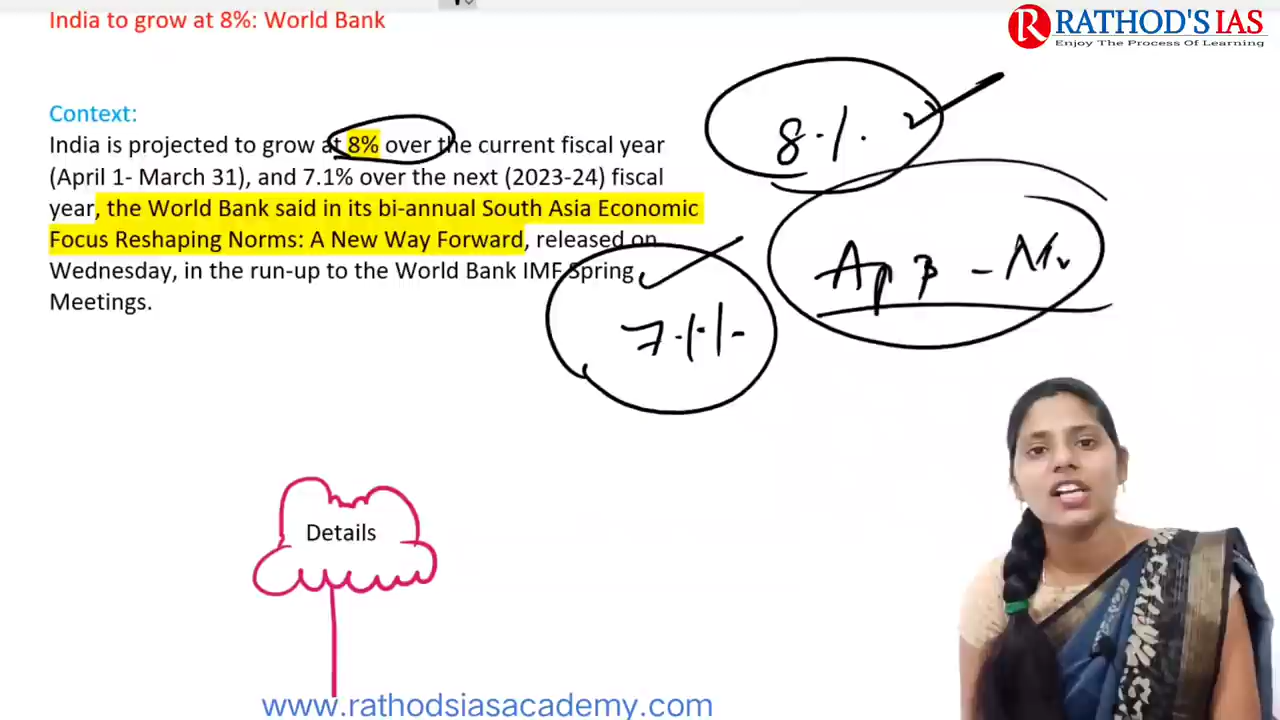 India to grow at 8%: World Bank
RATHOD'S IAS
Enjoy The Process Of Learning
Context:
India is projected to grow at 8% over the current fiscal year
(April 1- March 31), and 7.1% over the next (2023-24) fiscal
year, the World Bank said in its bi-annual South Asia Economic
Focus Reshaping Norms: A New Way Forward, released on
Wednesday, in the run-up to the World Bank IMF Spring
Meetings.
8%
7.1%
Details
www.rathodsiasacademy.com